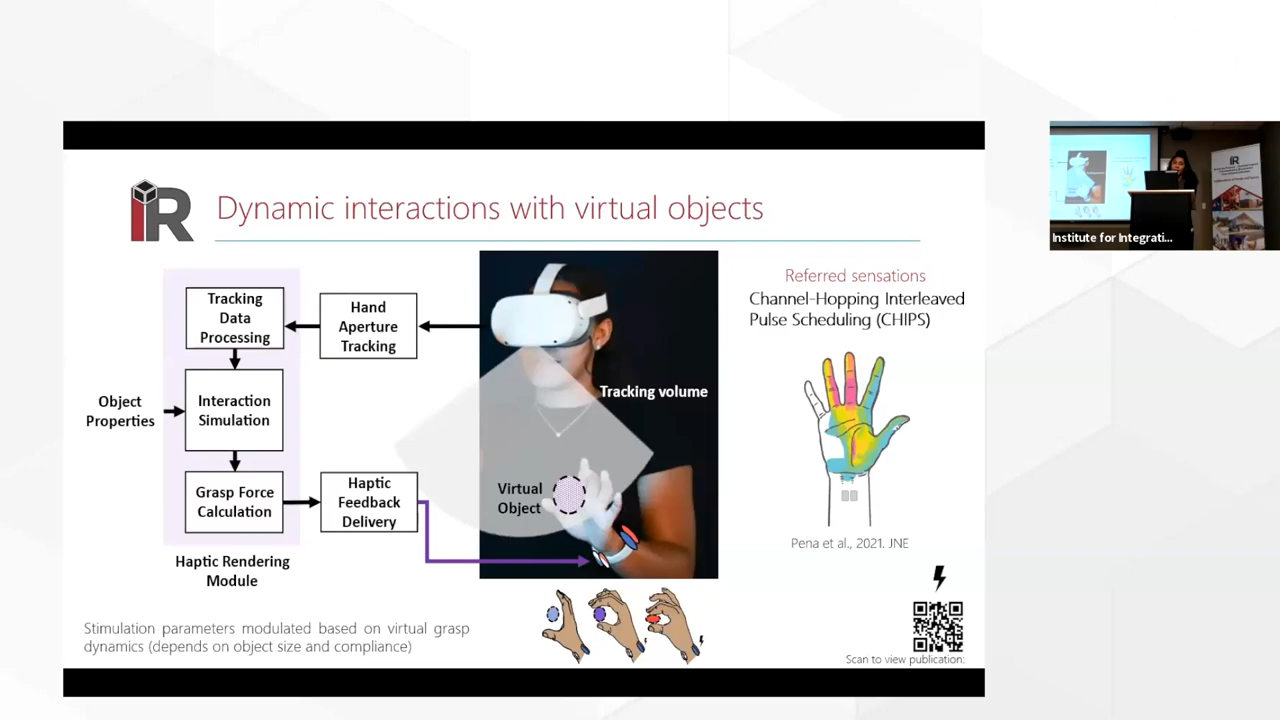 IR
Dynamic interactions with virtual objects
Tracking
Data
Processing
Hand
Aperture
Tracking
Object
Properties
Interaction
Simulation
Grasp Force
Calculation
Haptic
Feedback
Delivery
Haptic Rendering
Module
Tracking volume
Virtual
Object
Referred sensations
Channel-Hopping Interleaved
Pulse Scheduling (CHIPS)
Pena et al., 2021. JNE
Stimulation parameters modulated based on virtual grasp
dynamics (depends on object size and compliance)
Scan to view publication:
Institute for Integrati...
IR